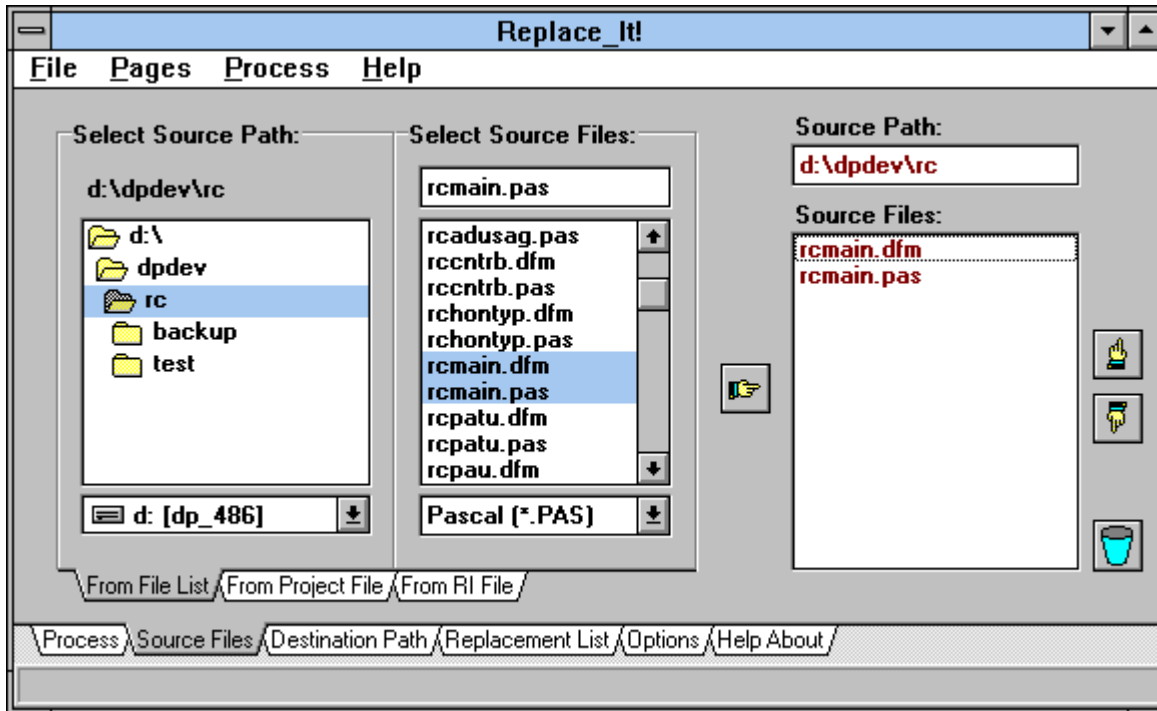 Replace_It!
File Pages Process Help
Select Source Path:
d:\dpdev\rc
d:\
dpdev
rc
backup
test
d: [dp_486]
Select Source Files:
rcmain.pas
rcadusag.pas
rccntrb.dfm
rccntrb.pas
rchontyp.dfm
rchontyp.pas
rcmain.dfm
rcmain.pas
rcpatu.dfm
rcpatu.pas
rcpau.dfm
Pascal (*.PAS)
Source Path:
d:\dpdev\rc
Source Files:
rcmain.dfm
rcmain.pas
From File List From Project File From RI File
Process Source Files Destination Path Replacement List Options Help About